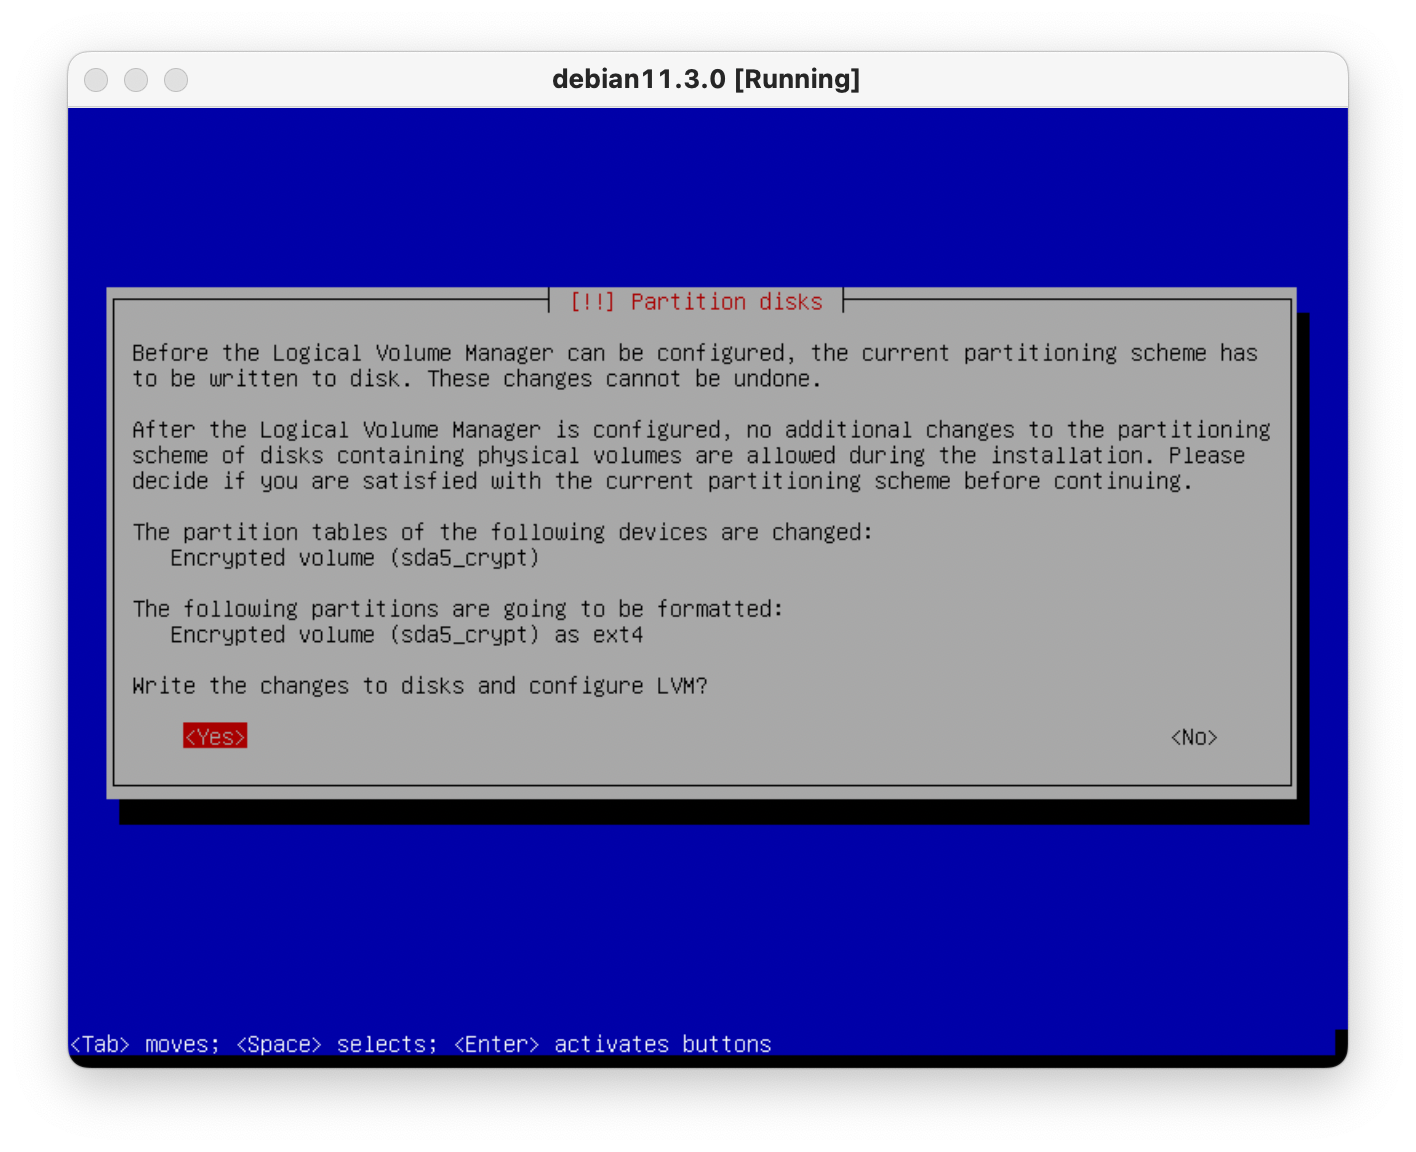 debian11.3.0 [Running]
[!!] Partition disks
Before the Logical Volume Manager can be configured, the current partitioning scheme has
to be written to disk. These changes cannot be undone.
After the Logical Volume Manager is configured, no additional changes to the partitioning
scheme of disks containing physical volumes are allowed during the installation. Please
decide if you are satisfied with the current partitioning scheme before continuing.
The partition tables of the following devices are changed:
Encrypted volume (sda5_crypt)
The following partitions are going to be formatted:
Encrypted volume (sda5_crypt) as ext4
Write the changes to disks and configure LVM?
<Yes> <No>
<Tab> moves; <Space> selects; <Enter> activates buttons